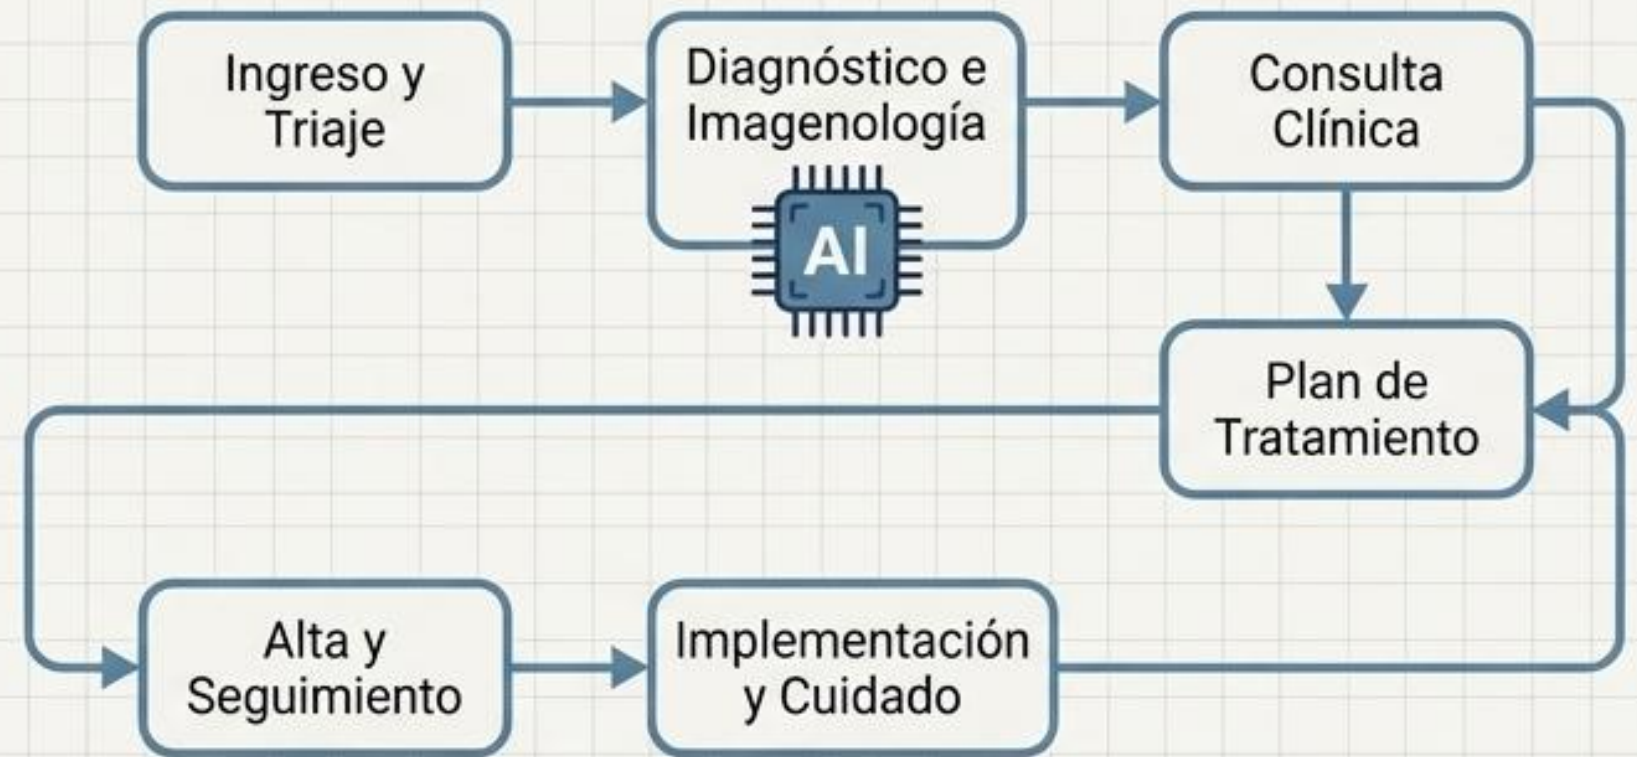 Ingreso y
Triaje
Diagnóstico e
Imagenología
AI
Consulta
Clínica
Plan de
Tratamiento
Alta y
Seguimiento
Implementación
y Cuidado